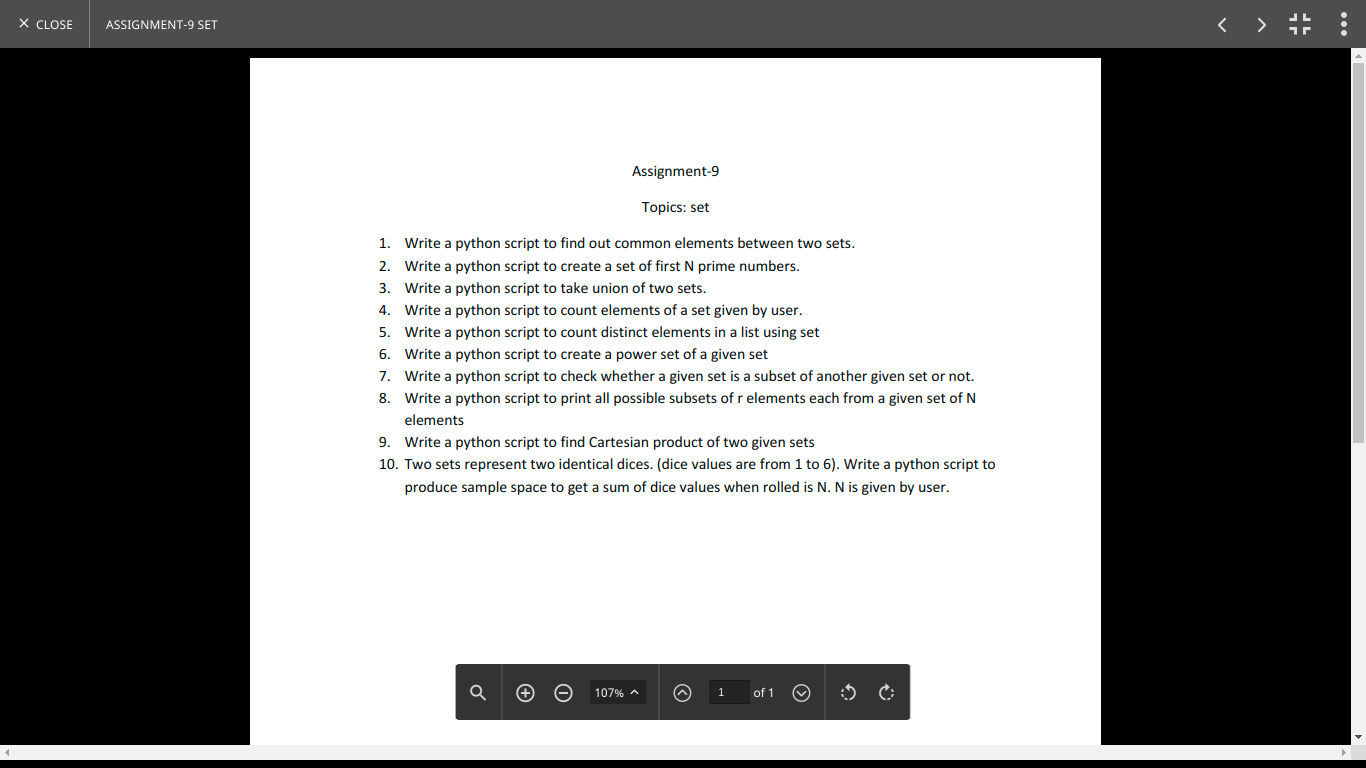 CLOSE
ASSIGNMENT-9 SET
Assignment-9
Topics: set
1. Write a python script to find out common elements between two sets.
2. Write a python script to create a set of first N prime numbers.
3. Write a python script to take union of two sets.
4. Write a python script to count elements of a set given by user.
5. Write a python script to count distinct elements in a list using set
6. Write a python script to create a power set of a given set
7. Write a python script to check whether a given set is a subset of another given set or not.
8. Write a python script to print all possible subsets of r elements each from a given set of N
elements
9. Write a python script to find Cartesian product of two given sets
10. Two sets represent two identical dices. (dice values are from 1 to 6). Write a python script to
produce sample space to get a sum of dice values when rolled is N. N is given by user.
107%
1 of 1